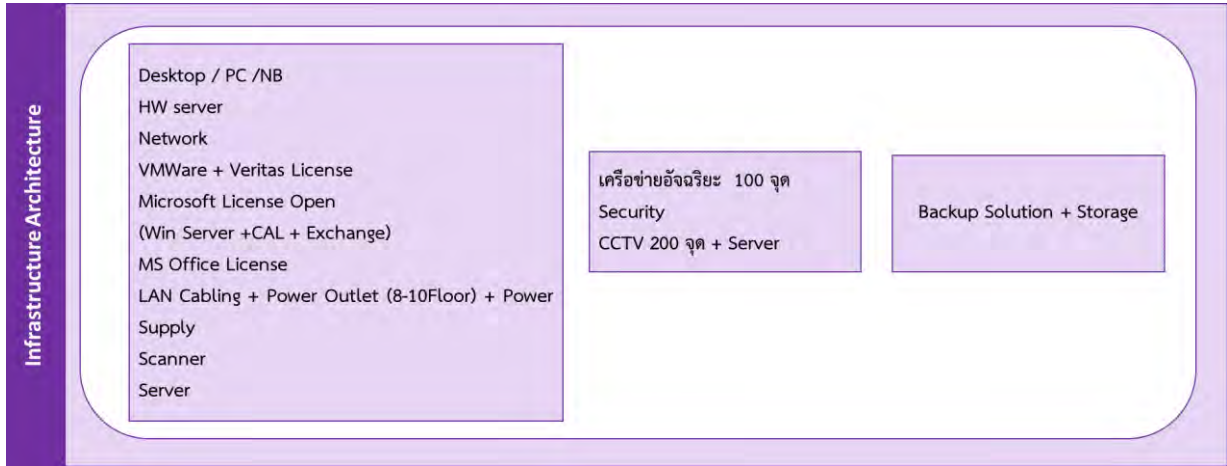 Infrastructure Architecture
Desktop / PC /NB
HW server
Network
VMWare + Veritas License
Microsoft License Open
(Win Server +CAL + Exchange)
MS Office License
LAN Cabling + Power Outlet (8-10Floor) + Power
Supply
Scanner
Server
เครือข่ายอัจฉริยะ 100 จุด
Security
CCTV 200 จุด + Server
Backup Solution + Storage